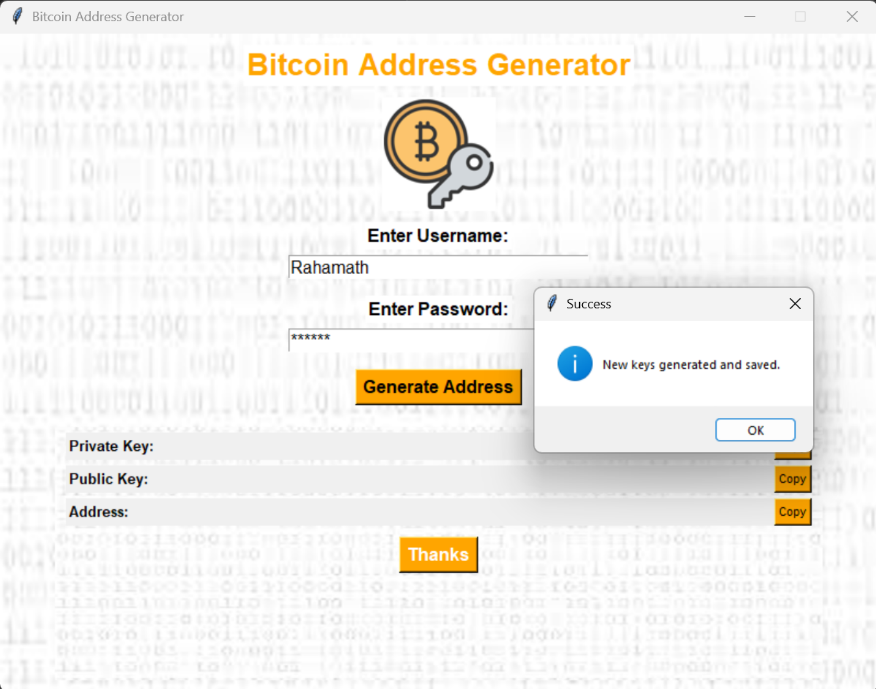 Bitcoin Address Generator
Bitcoin Address Generator
Enter Username:
Rahamath
Enter Password:
******
Generate Address
Success
New keys generated and saved.
OK
Private Key:
Public Key:
Copy
Address:
Copy
Thanks